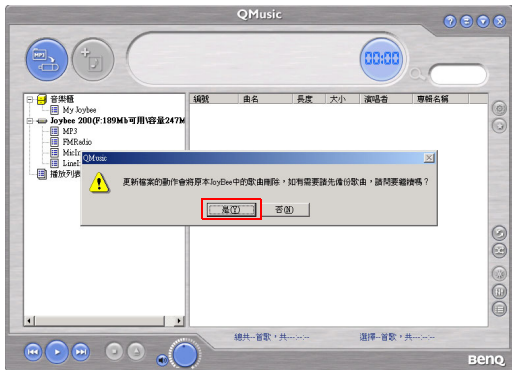 QMusic
MP3
00:00
音樂櫃
My Joybee
Joybee 200(F:189Mb可用\容量247M
MP3
FMRadio
MicIn
LineI
播放列表
編號 曲名 長度 大小 演唱者 專輯名稱
QMusic
更新檔案的動作會將原本JoyBee中的歌曲刪除，如有需要請先備份歌曲，請問要繼續嗎？
是(Y) 否(N)
總共--首歌，共--:--:-- 選擇--首歌，共--:--:--
BenQ